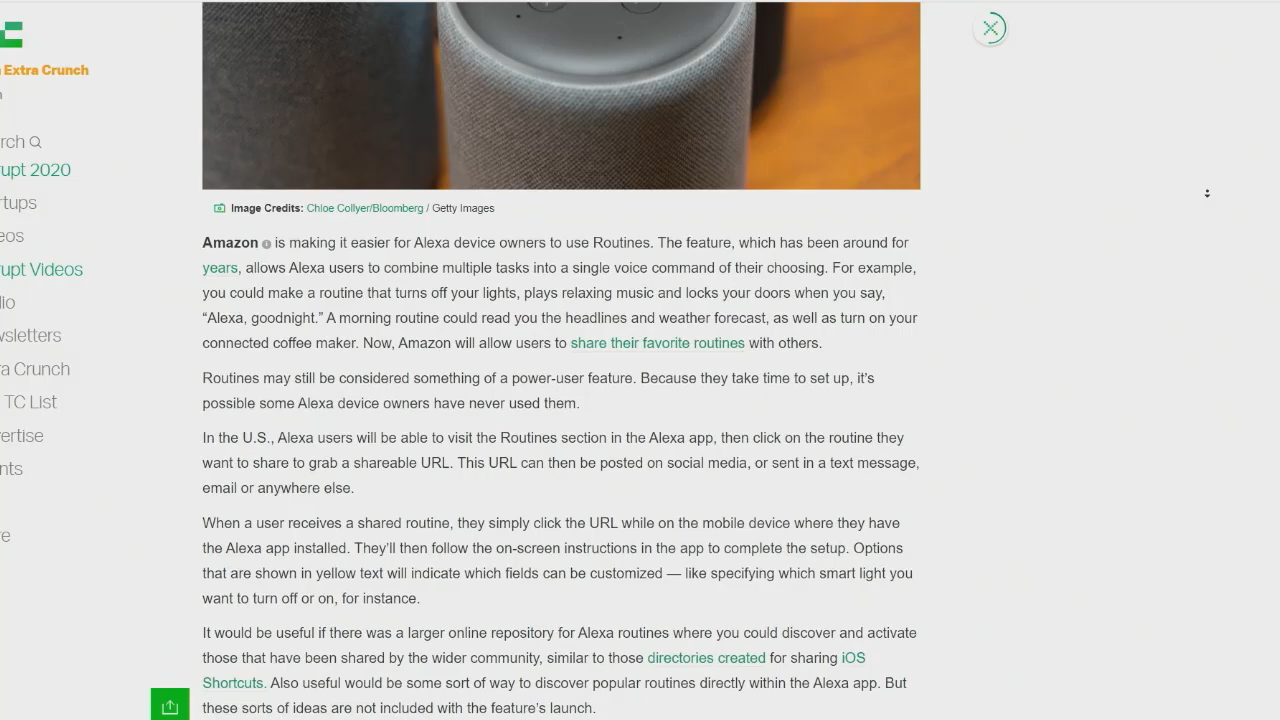 Extra Crunch
rch
rupt 2020
rtups
eos
rupt Videos
lio
wsletters
ra Crunch
TC List
ertise
nts
re
Image Credits: Chloe Collyer/Bloomberg / Getty Images
Amazon is making it easier for Alexa device owners to use Routines. The feature, which has been around for
years, allows Alexa users to combine multiple tasks into a single voice command of their choosing. For example,
you could make a routine that turns off your lights, plays relaxing music and locks your doors when you say,
“Alexa, goodnight.” A morning routine could read you the headlines and weather forecast, as well as turn on your
connected coffee maker. Now, Amazon will allow users to share their favorite routines with others.
Routines may still be considered something of a power-user feature. Because they take time to set up, it’s
possible some Alexa device owners have never used them.
In the U.S., Alexa users will be able to visit the Routines section in the Alexa app, then click on the routine they
want to share to grab a shareable URL. This URL can then be posted on social media, or sent in a text message,
email or anywhere else.
When a user receives a shared routine, they simply click the URL while on the mobile device where they have
the Alexa app installed. They’ll then follow the on-screen instructions in the app to complete the setup. Options
that are shown in yellow text will indicate which fields can be customized — like specifying which smart light you
want to turn off or on, for instance.
It would be useful if there was a larger online repository for Alexa routines where you could discover and activate
those that have been shared by the wider community, similar to those directories created for sharing iOS
Shortcuts. Also useful would be some sort of way to discover popular routines directly within the Alexa app. But
these sorts of ideas are not included with the feature’s launch.